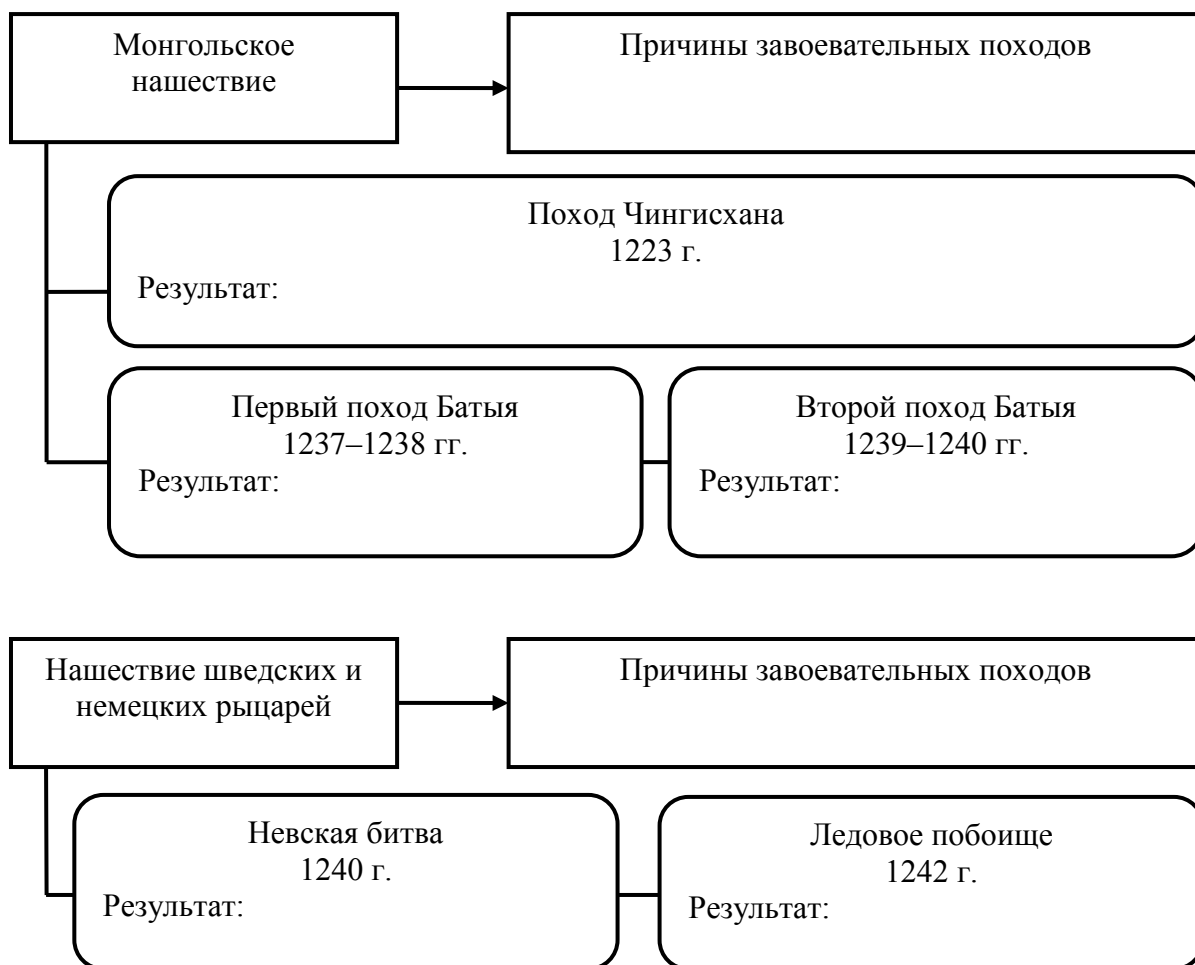 Монгольское
нашествие
Причины завоевательных походов
Поход Чингисхана
1223 г.
Результат:
Первый поход Батыя
1237–1238 гг.
Результат:
Второй поход Батыя
1239–1240 гг.
Результат:
Нашествие шведских и
немецких рыцарей
Причины завоевательных походов
Невская битва
1240 г.
Результат:
Ледовое побоище
1242 г.
Результат: